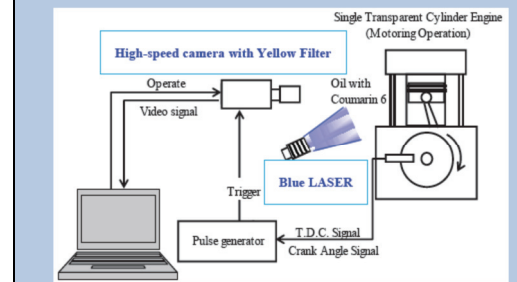 Single Transparent Cylinder Engine
(Motoring Operation)
High-speed camera with Yellow Filter
Operate
Video signal
Oil with
Coumarin 6
Blue LASER
Trigger
Pulse generator
T.D.C. Signal
Crank Angle Signal